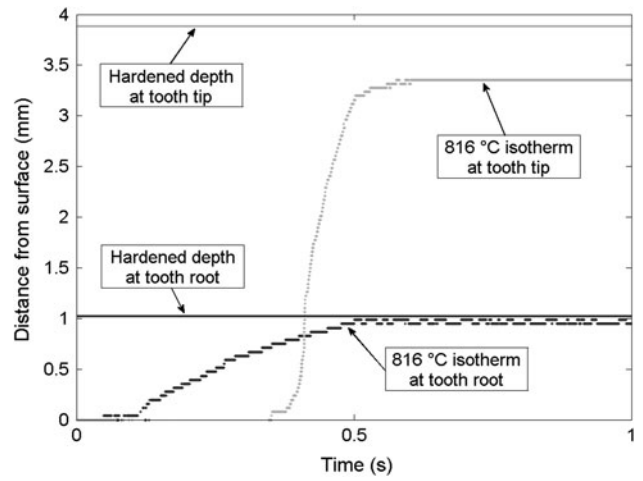 4
Hardened depth
at tooth tip
3.5
3
816 °C isotherm
at tooth tip
2.5
Distance from surface (mm)
2
Hardened depth
at tooth root
1.5
1
816 °C isotherm
at tooth root
0.5
0
0
0.5
1
Time (s)